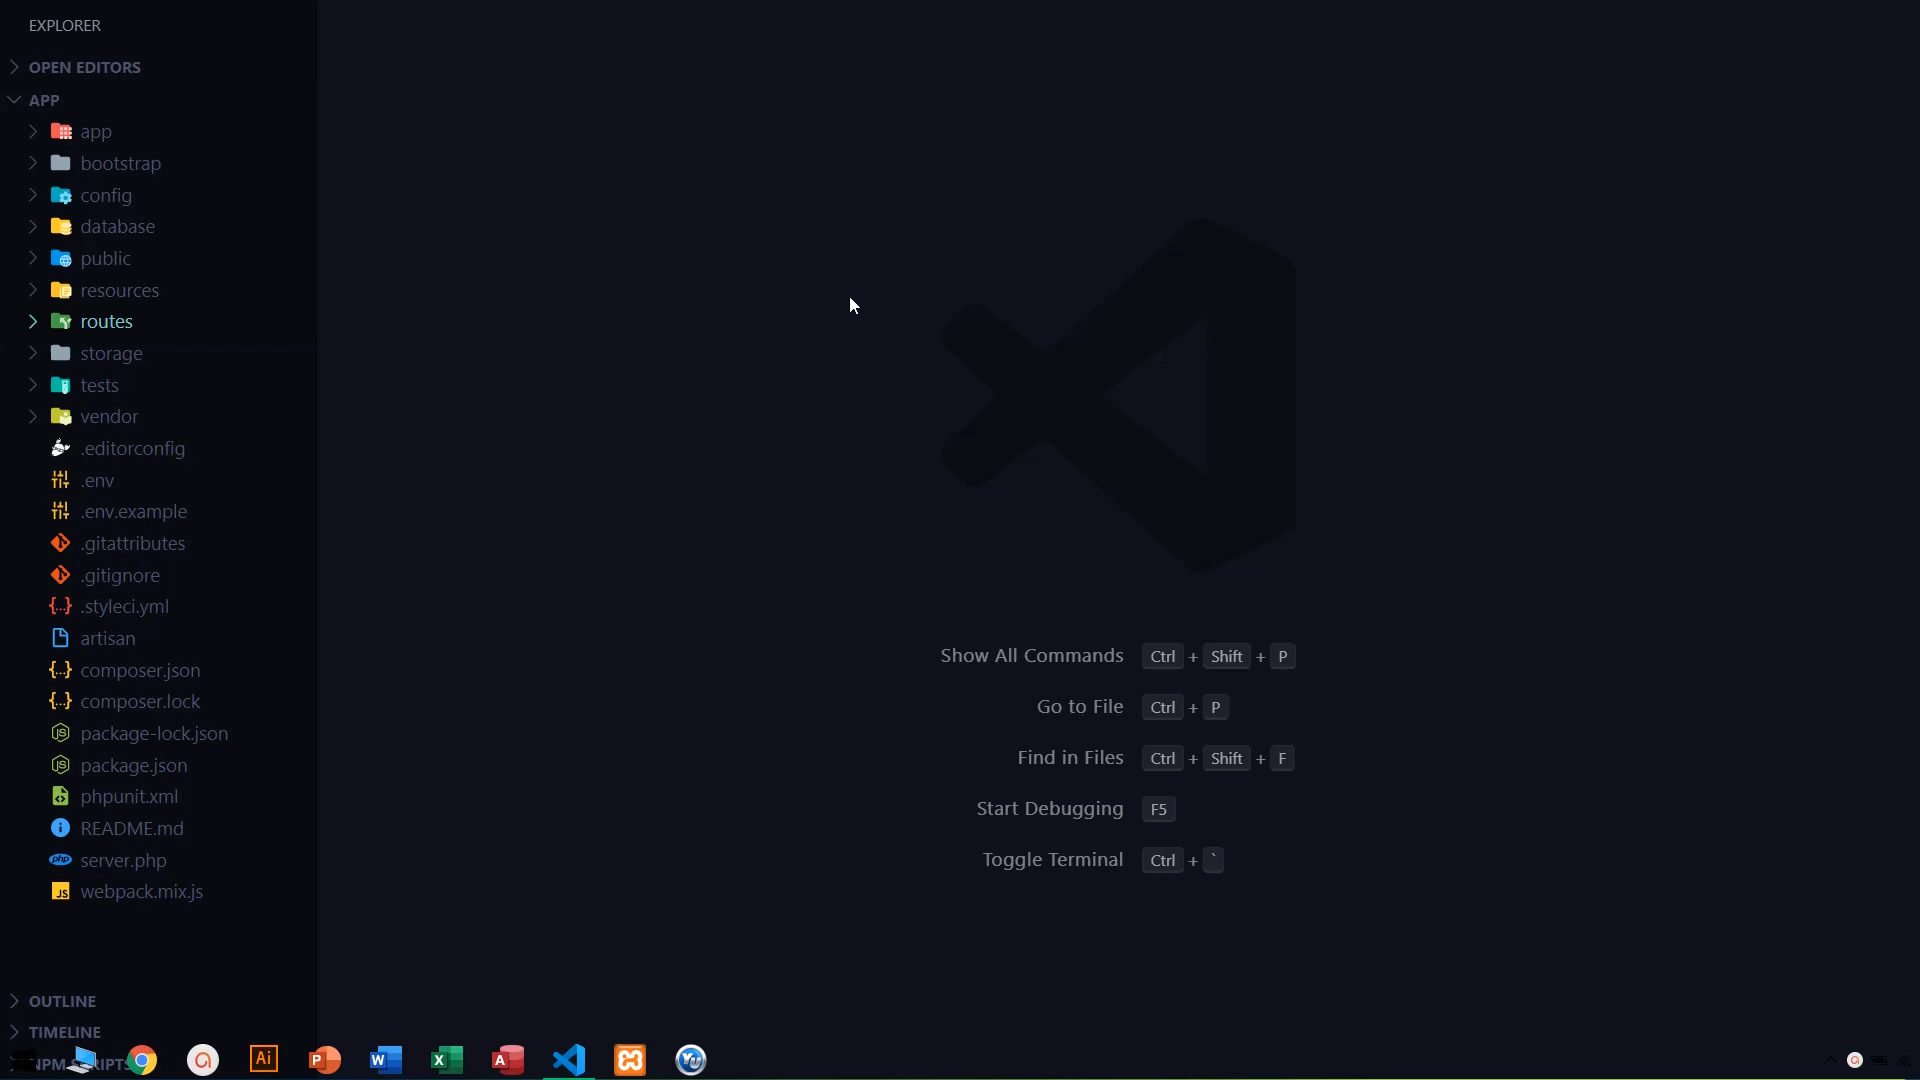 EXPLORER
OPEN EDITORS
APP
app
bootstrap
config
database
public
resources
routes
storage
tests
vendor
.editorconfig
.env
.env.example
.gitattributes
.gitignore
.styleci.yml
artisan
composer.json
composer.lock
package-lock.json
package.json
phpunit.xml
README.md
server.php
webpack.mix.js
OUTLINE
TIMELINE
NPM SCRIPTS
Show All Commands Ctrl + Shift + P
Go to File Ctrl + P
Find in Files Ctrl + Shift + F
Start Debugging F5
Toggle Terminal Ctrl + `
Ai
P
W
X
A